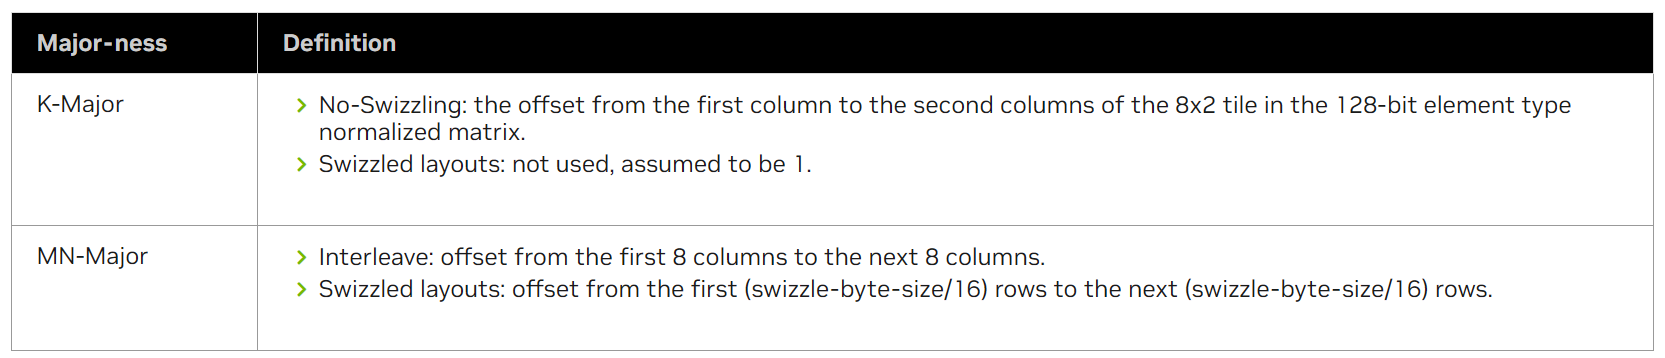 Major-ness Definition
K-Major
No-Swizzling: the offset from the first column to the second columns of the 8x2 tile in the 128-bit element type
normalized matrix.
Swizzled layouts: not used, assumed to be 1.
MN-Major
Interleave: offset from the first 8 columns to the next 8 columns.
Swizzled layouts: offset from the first (swizzle-byte-size/16) rows to the next (swizzle-byte-size/16) rows.